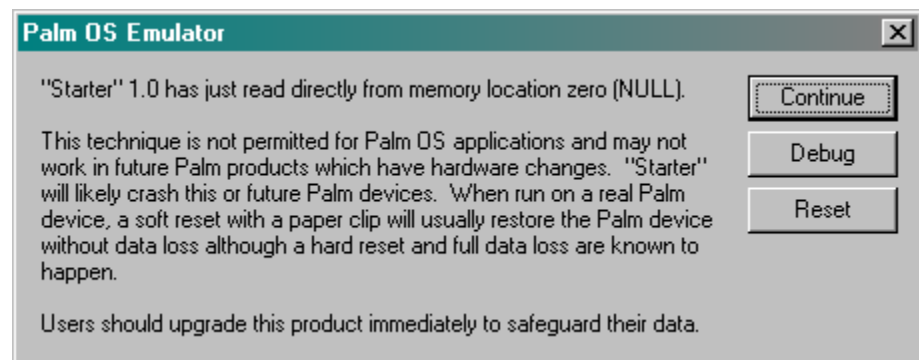 Palm OS Emulator
"Starter" 1.0 has just read directly from memory location zero (NULL).
This technique is not permitted for Palm OS applications and may not
work in future Palm products which have hardware changes. "Starter"
will likely crash this or future Palm devices. When run on a real Palm
device, a soft reset with a paper clip will usually restore the Palm device
without data loss although a hard reset and full data loss are known to
happen.
Users should upgrade this product immediately to safeguard their data.
Continue
Debug
Reset